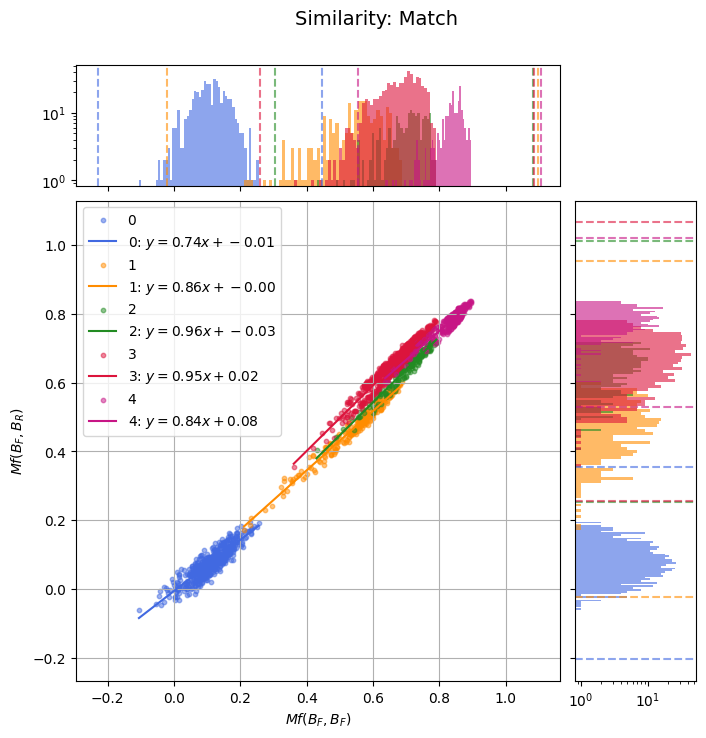 Similarity: Match
10¹
10⁰
0
0: y = 0.74x + −0.01
1
1: y = 0.86x + −0.00
2
2: y = 0.96x + −0.03
3
3: y = 0.95x + 0.02
4
4: y = 0.84x + 0.08
1.0
0.8
0.6
0.4
0.2
0.0
−0.2
Mf(B_F, B_R)
−0.2 0.0 0.2 0.4 0.6 0.8 1.0
Mf(B_F, B_F)
10⁰ 10¹